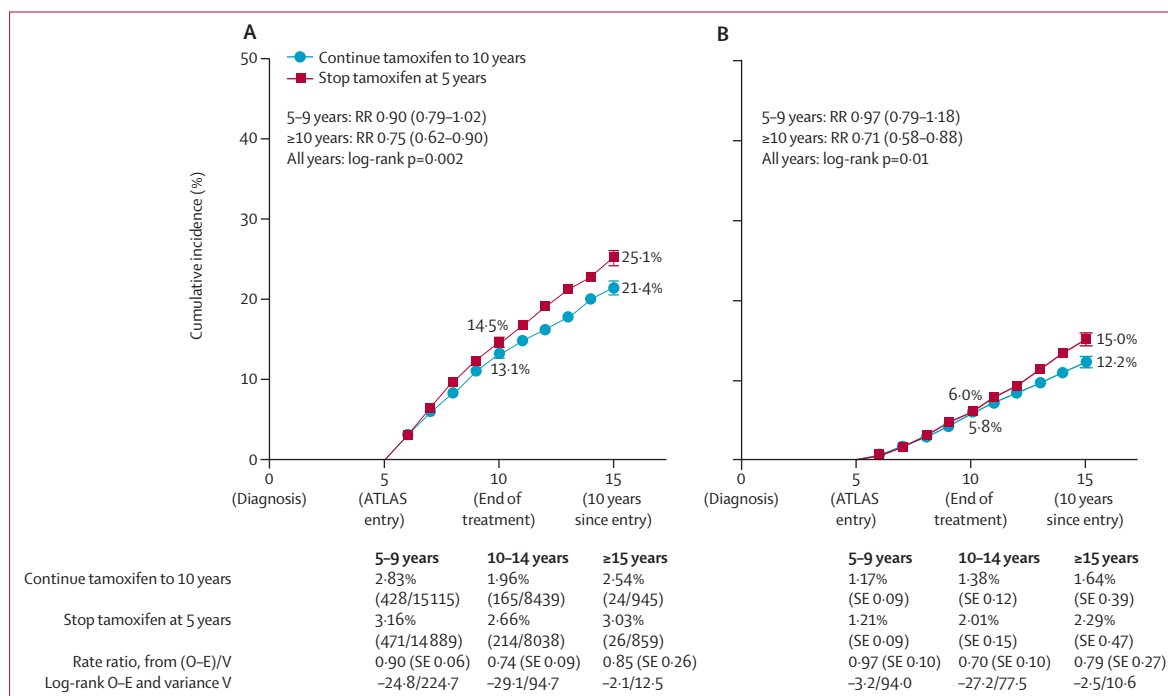 A
Continue tamoxifen to 10 years
Stop tamoxifen at 5 years
5–9 years: RR 0·90 (0·79–1·02)
≥10 years: RR 0·75 (0·62–0·90)
All years: log-rank p=0·002
Cumulative incidence (%)
50
40
30
20
10
0
14·5%
13·1%
25·1%
21·4%
0
(Diagnosis)
5
(ATLAS
entry)
10
(End of
treatment)
15
(10 years
since entry)
B
5–9 years: RR 0·97 (0·79–1·18)
≥10 years: RR 0·71 (0·58–0·88)
All years: log-rank p=0·01
6·0%
5·8%
15·0%
12·2%
0
(Diagnosis)
5
(ATLAS
entry)
10
(End of
treatment)
15
(10 years
since entry)
5–9 years 10–14 years ≥15 years 5–9 years 10–14 years ≥15 years
Continue tamoxifen to 10 years 2·83% 1·96% 2·54% 1·17% 1·38% 1·64%
(428/15115) (165/8439) (24/945) (SE 0·09) (SE 0·12) (SE 0·39)
Stop tamoxifen at 5 years 3·16% 2·66% 3·03% 1·21% 2·01% 2·29%
(471/14 889) (214/8038) (26/859) (SE 0·09) (SE 0·15) (SE 0·47)
Rate ratio, from (O–E)/V 0·90 (SE 0·06) 0·74 (SE 0·09) 0·85 (SE 0·26) 0·97 (SE 0·10) 0·70 (SE 0·10) 0·79 (SE 0·27)
Log-rank O–E and variance V –24·8/224·7 –29·1/94·7 –2·1/12·5 –3·2/94·0 –27·2/77·5 –2·5/10·6